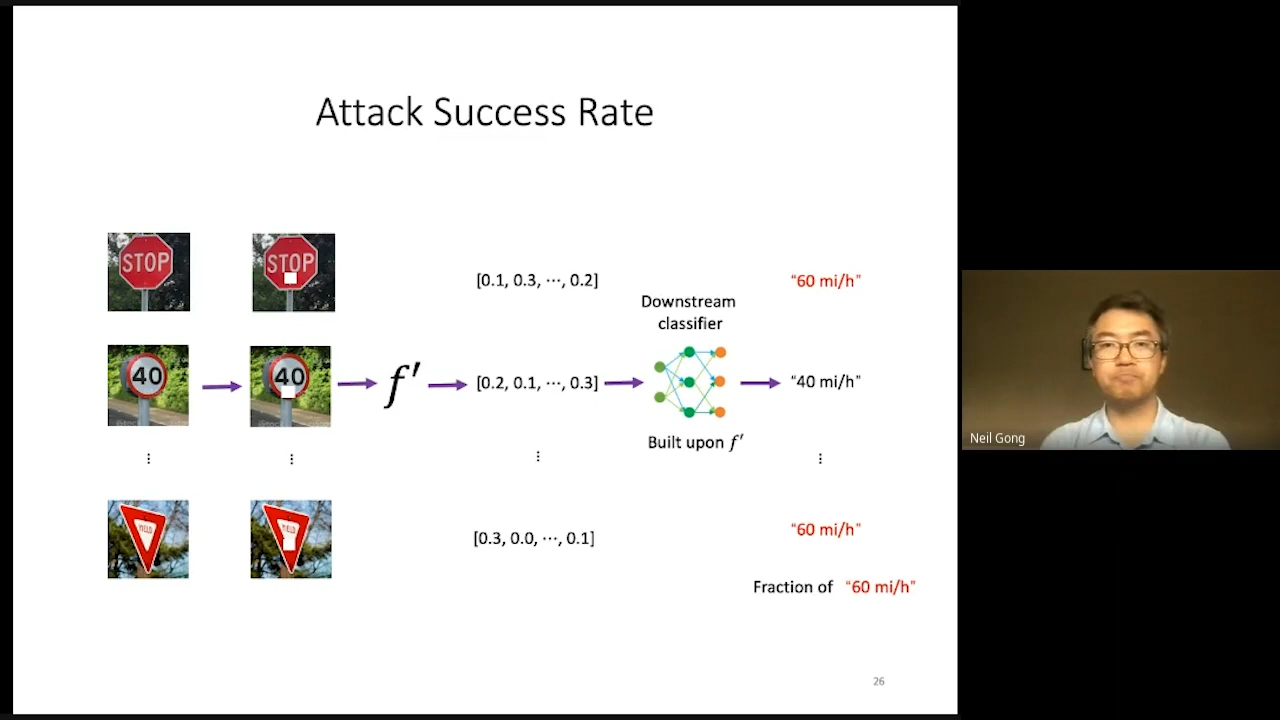 Attack Success Rate
STOP
STOP
[0.1, 0.3, ⋯, 0.2]
“60 mi/h”
Downstream
classifier
40
40
f′
[0.2, 0.1, ⋯, 0.3]
“40 mi/h”
Built upon f′
⋮
⋮
⋮
⋮
YIELD
YIELD
[0.3, 0.0, ⋯, 0.1]
“60 mi/h”
Fraction of “60 mi/h”
26
Neil Gong